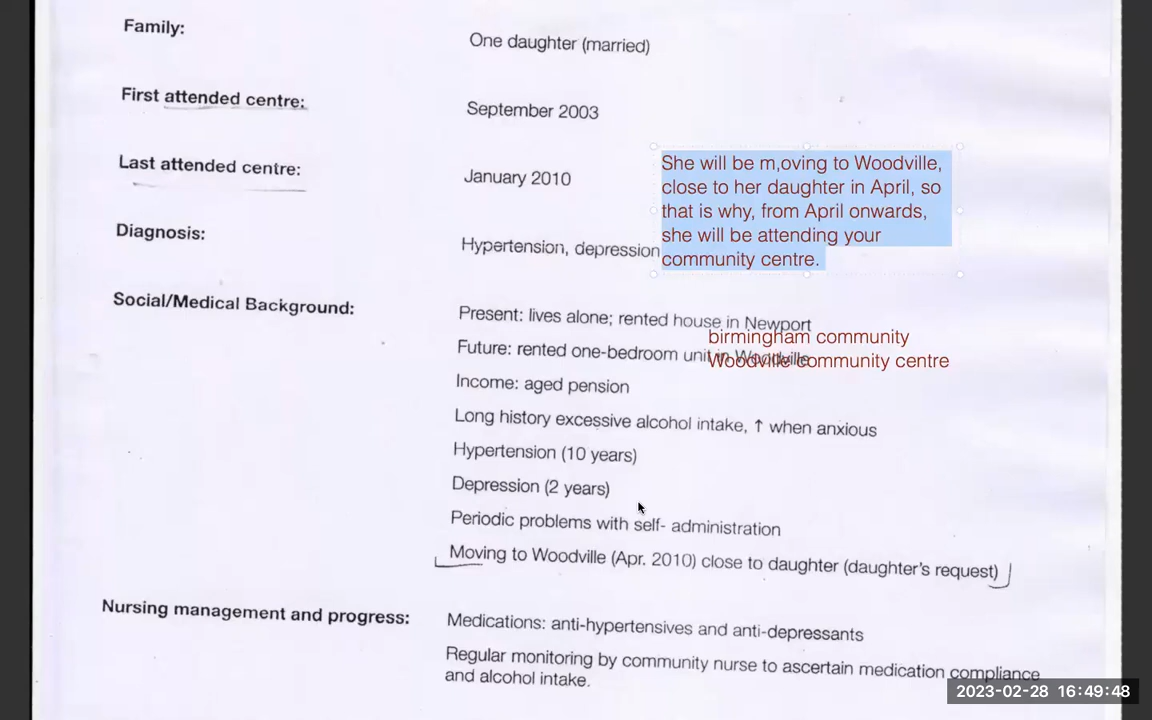 Family:
One daughter (married)
First attended centre:
September 2003
Last attended centre:
January 2010
She will be m,oving to Woodville,
close to her daughter in April, so
that is why, from April onwards,
she will be attending your
community centre.
Diagnosis:
Hypertension, depression
Social/Medical Background:
Present: lives alone; rented house in Newport
birmingham community
Future: rented one-bedroom unit in Woodville
Woodville community centre
Income: aged pension
Long history excessive alcohol intake, ↑ when anxious
Hypertension (10 years)
Depression (2 years)
Periodic problems with self- administration
Moving to Woodville (Apr. 2010) close to daughter (daughter's request)
Nursing management and progress:
Medications: anti-hypertensives and anti-depressants
Regular monitoring by community nurse to ascertain medication compliance
and alcohol intake.
2023-02-28 16:49:48